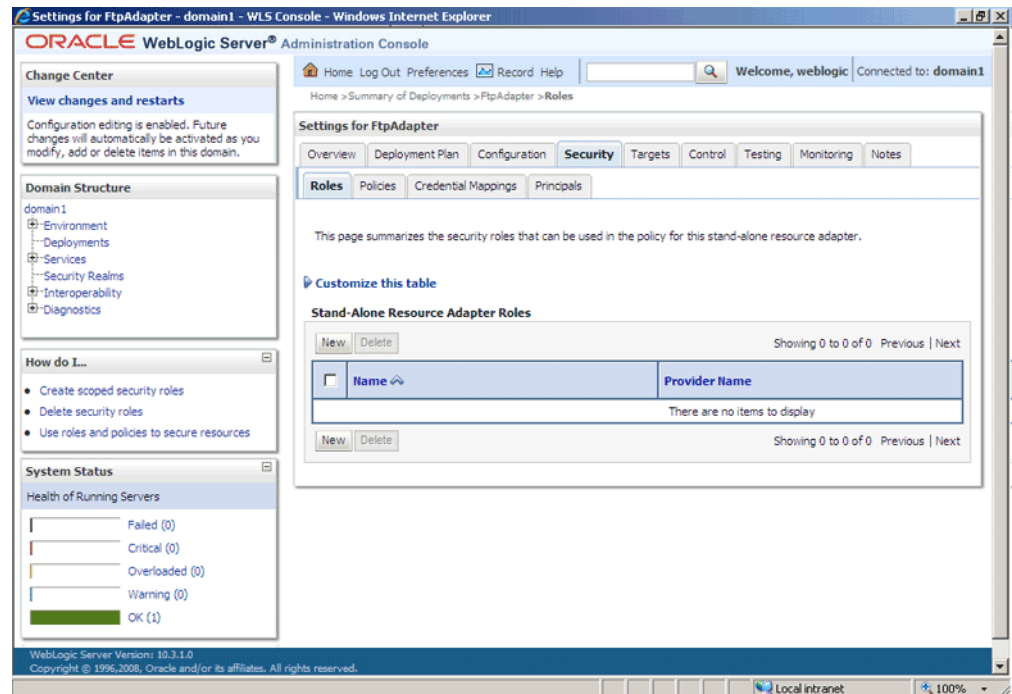 Settings for FtpAdapter - domain1 - WLS Console - Windows Internet Explorer
ORACLE WebLogic Server® Administration Console
Change Center
View changes and restarts
Configuration editing is enabled. Future
changes will automatically be activated as you
modify, add or delete items in this domain.
Domain Structure
domain1
Environment
Deployments
Services
Security Realms
Interoperability
Diagnostics
How do I...
Create scoped security roles
Delete security roles
Use roles and policies to secure resources
System Status
Health of Running Servers
Failed (0)
Critical (0)
Overloaded (0)
Warning (0)
OK (1)
Home Log Out Preferences Record Help
Welcome, weblogic Connected to: domain1
Home >Summary of Deployments >FtpAdapter >Roles
Settings for FtpAdapter
Overview Deployment Plan Configuration Security Targets Control Testing Monitoring Notes
Roles Policies Credential Mappings Principals
This page summarizes the security roles that can be used in the policy for this stand-alone resource adapter.
Customize this table
Stand-Alone Resource Adapter Roles
New Delete Showing 0 to 0 of 0 Previous | Next
Name Provider Name
There are no items to display
New Delete Showing 0 to 0 of 0 Previous | Next
WebLogic Server Version: 10.3.1.0
Copyright © 1996,2008, Oracle and/or its affiliates. All rights reserved.
Local intranet 100%